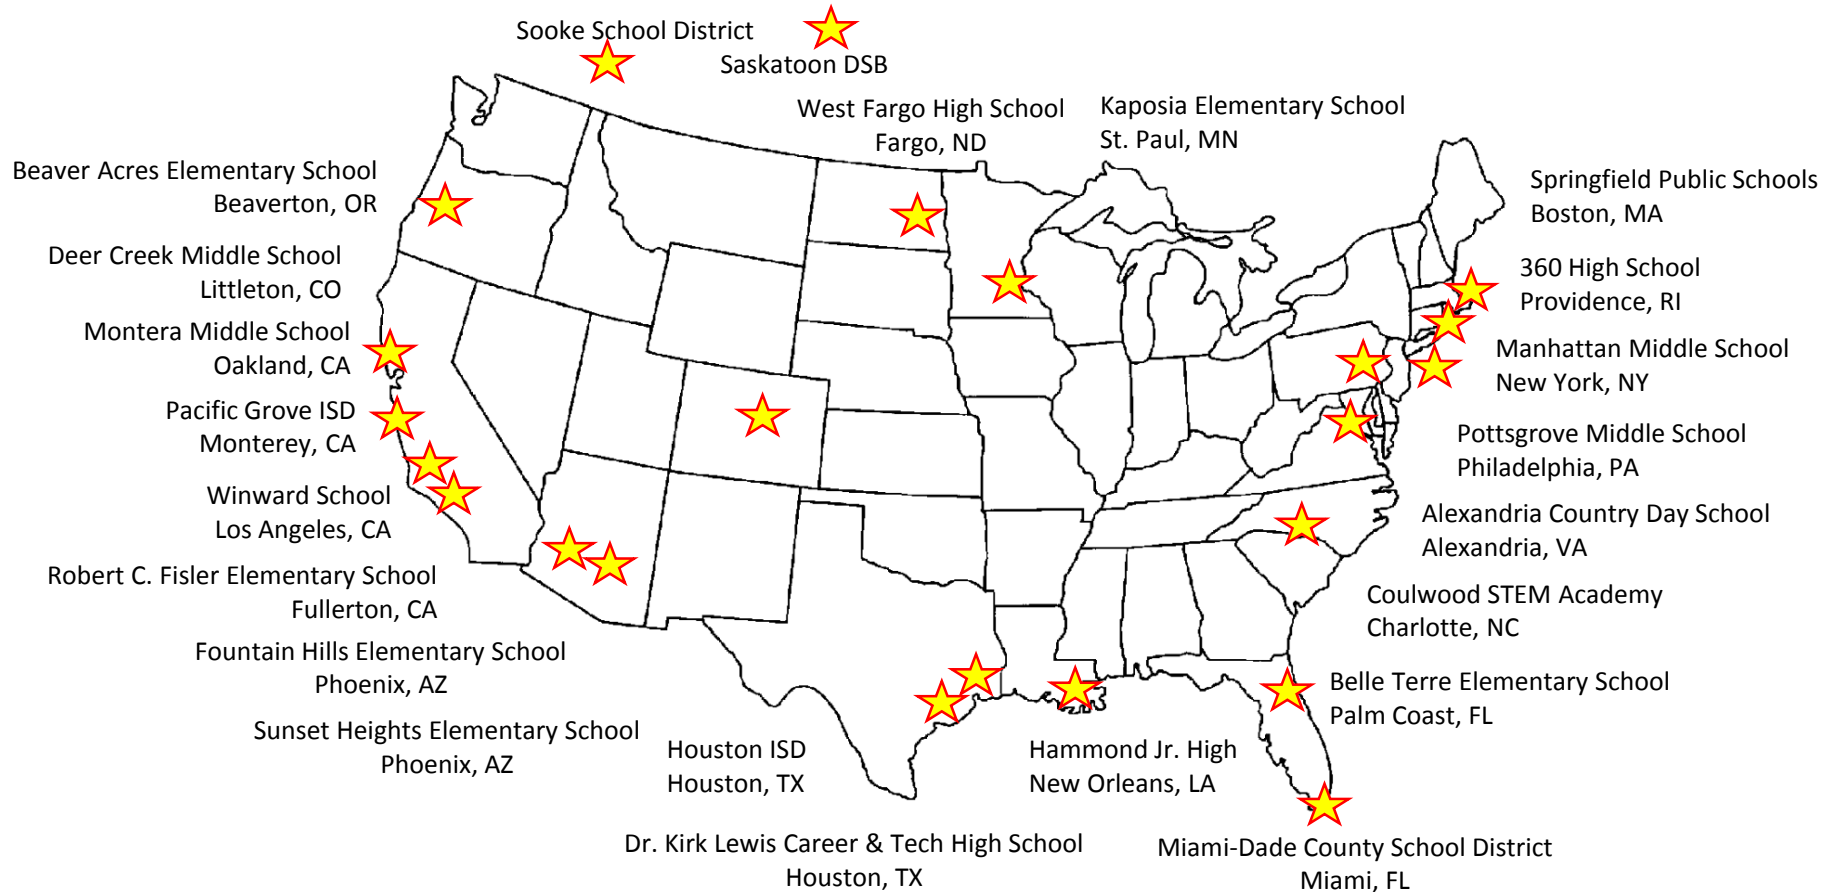 Sooke School District
Saskatoon DSB
West Fargo High School
Fargo, ND
Kaposia Elementary School
St. Paul, MN
Beaver Acres Elementary School
Beaverton, OR
Springfield Public Schools
Boston, MA
Deer Creek Middle School
Littleton, CO
360 High School
Providence, RI
Montera Middle School
Oakland, CA
Manhattan Middle School
New York, NY
Pacific Grove ISD
Monterey, CA
Pottsgrove Middle School
Philadelphia, PA
Winward School
Los Angeles, CA
Alexandria Country Day School
Alexandria, VA
Robert C. Fisler Elementary School
Fullerton, CA
Coulwood STEM Academy
Charlotte, NC
Fountain Hills Elementary School
Phoenix, AZ
Belle Terre Elementary School
Palm Coast, FL
Sunset Heights Elementary School
Phoenix, AZ
Houston ISD
Houston, TX
Hammond Jr. High
New Orleans, LA
Dr. Kirk Lewis Career & Tech High School
Houston, TX
Miami-Dade County School District
Miami, FL